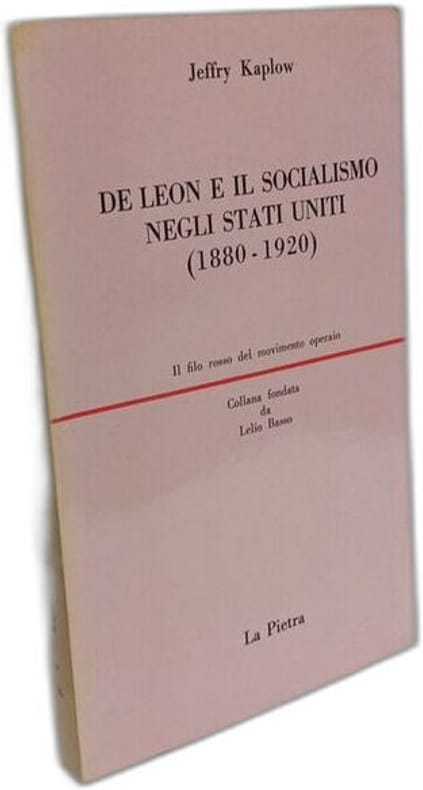 Jeffry Kaplow
DE LEON E IL SOCIALISMO
NEGLI STATI UNITI
(1880-1920)
Il filo rosso del movimento operaio
Collana fondata
da
Lelio Basso
La Pietra